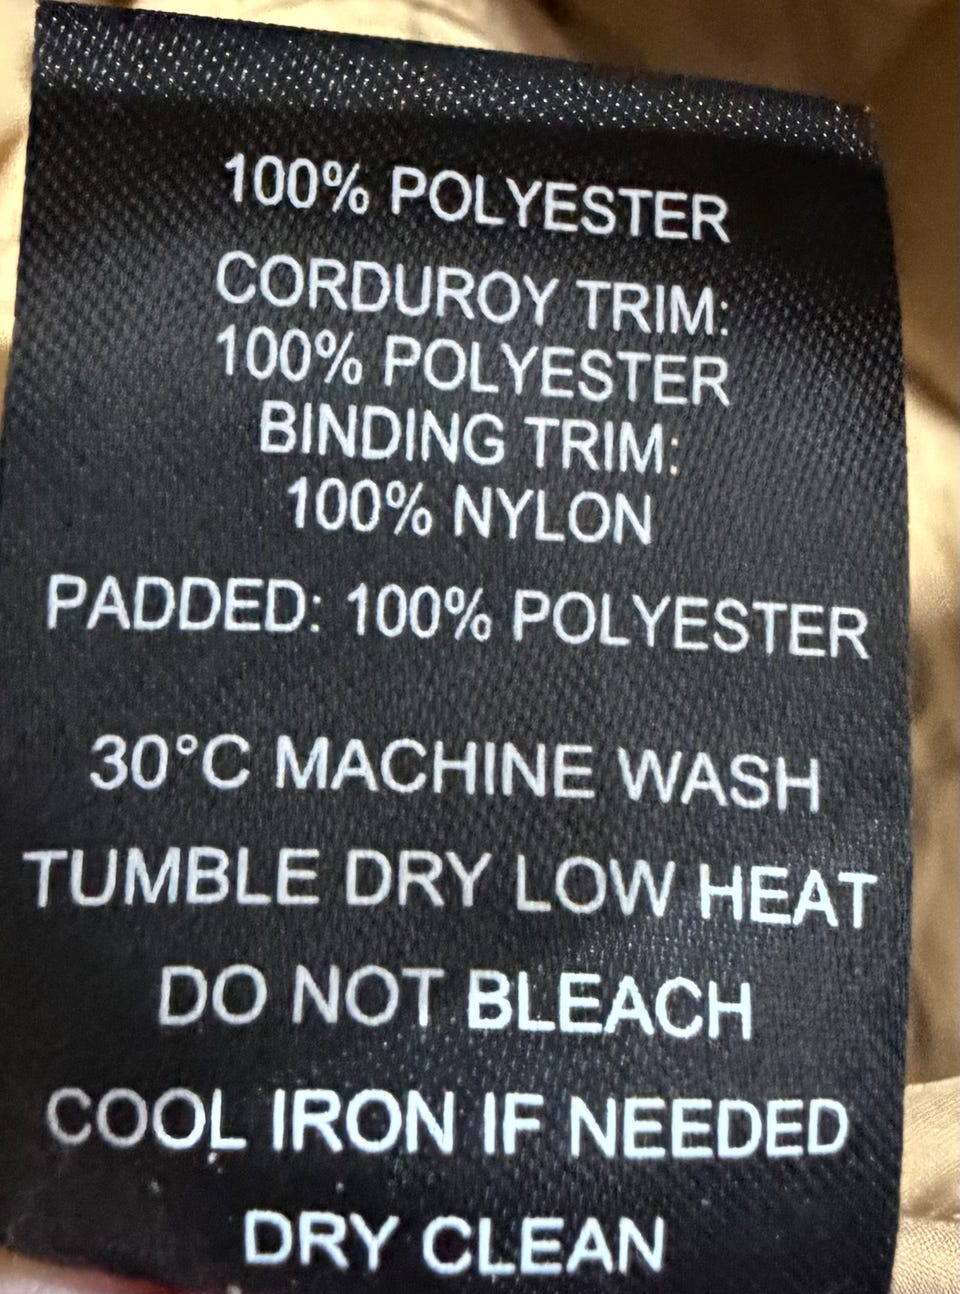 100% POLYESTER
CORDUROY TRIM:
100% POLYESTER
BINDING TRIM:
100% NYLON
PADDED: 100% POLYESTER
30°C MACHINE WASH
TUMBLE DRY LOW HEAT
DO NOT BLEACH
COOL IRON IF NEEDED
DRY CLEAN